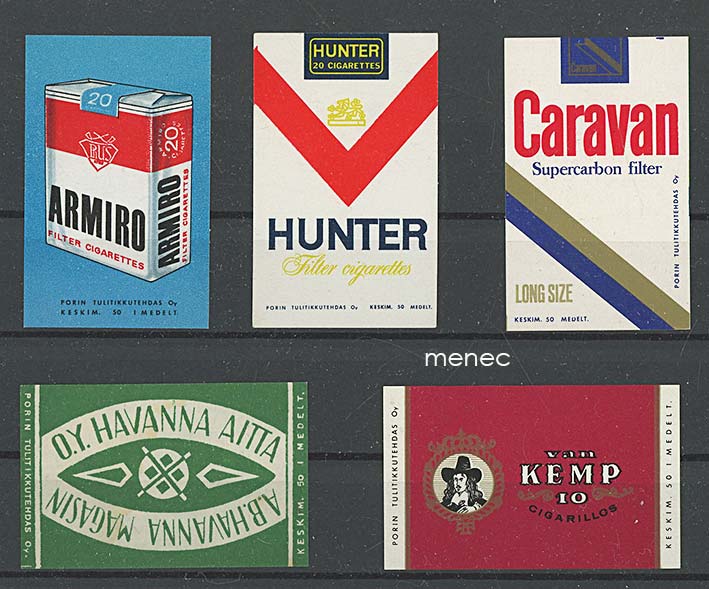 20
PRUS
ARMIRO
FILTER CIGARETTES
20
ARMIRO
FILTER CIGARETTES
PORIN TULITIKKUTEHDAS Oy
KESKIM. 50 I MEDELT.
HUNTER
20 CIGARETTES
HUNTER
Filter cigarettes
PORIN TULITIKKUTEHDAS Oy KESKIM. 50 MEDELT.
Caravan
Caravan
Supercarbon filter
LONG SIZE
KESKIM. 50 MEDELT.
PORIN TULITIKKUTEHDAS Oy
menec
PORIN TULITIKKUTEHDAS Oy.
O.Y. HAVANNA AITTA
A.B. HAVANNA MAGASIN
KESKIM. 50 I MEDELT.
PORIN TULITIKKUTEHDAS Oy
van
KEMP
10
CIGARILLOS
KESKIM. 50 I MEDELT.